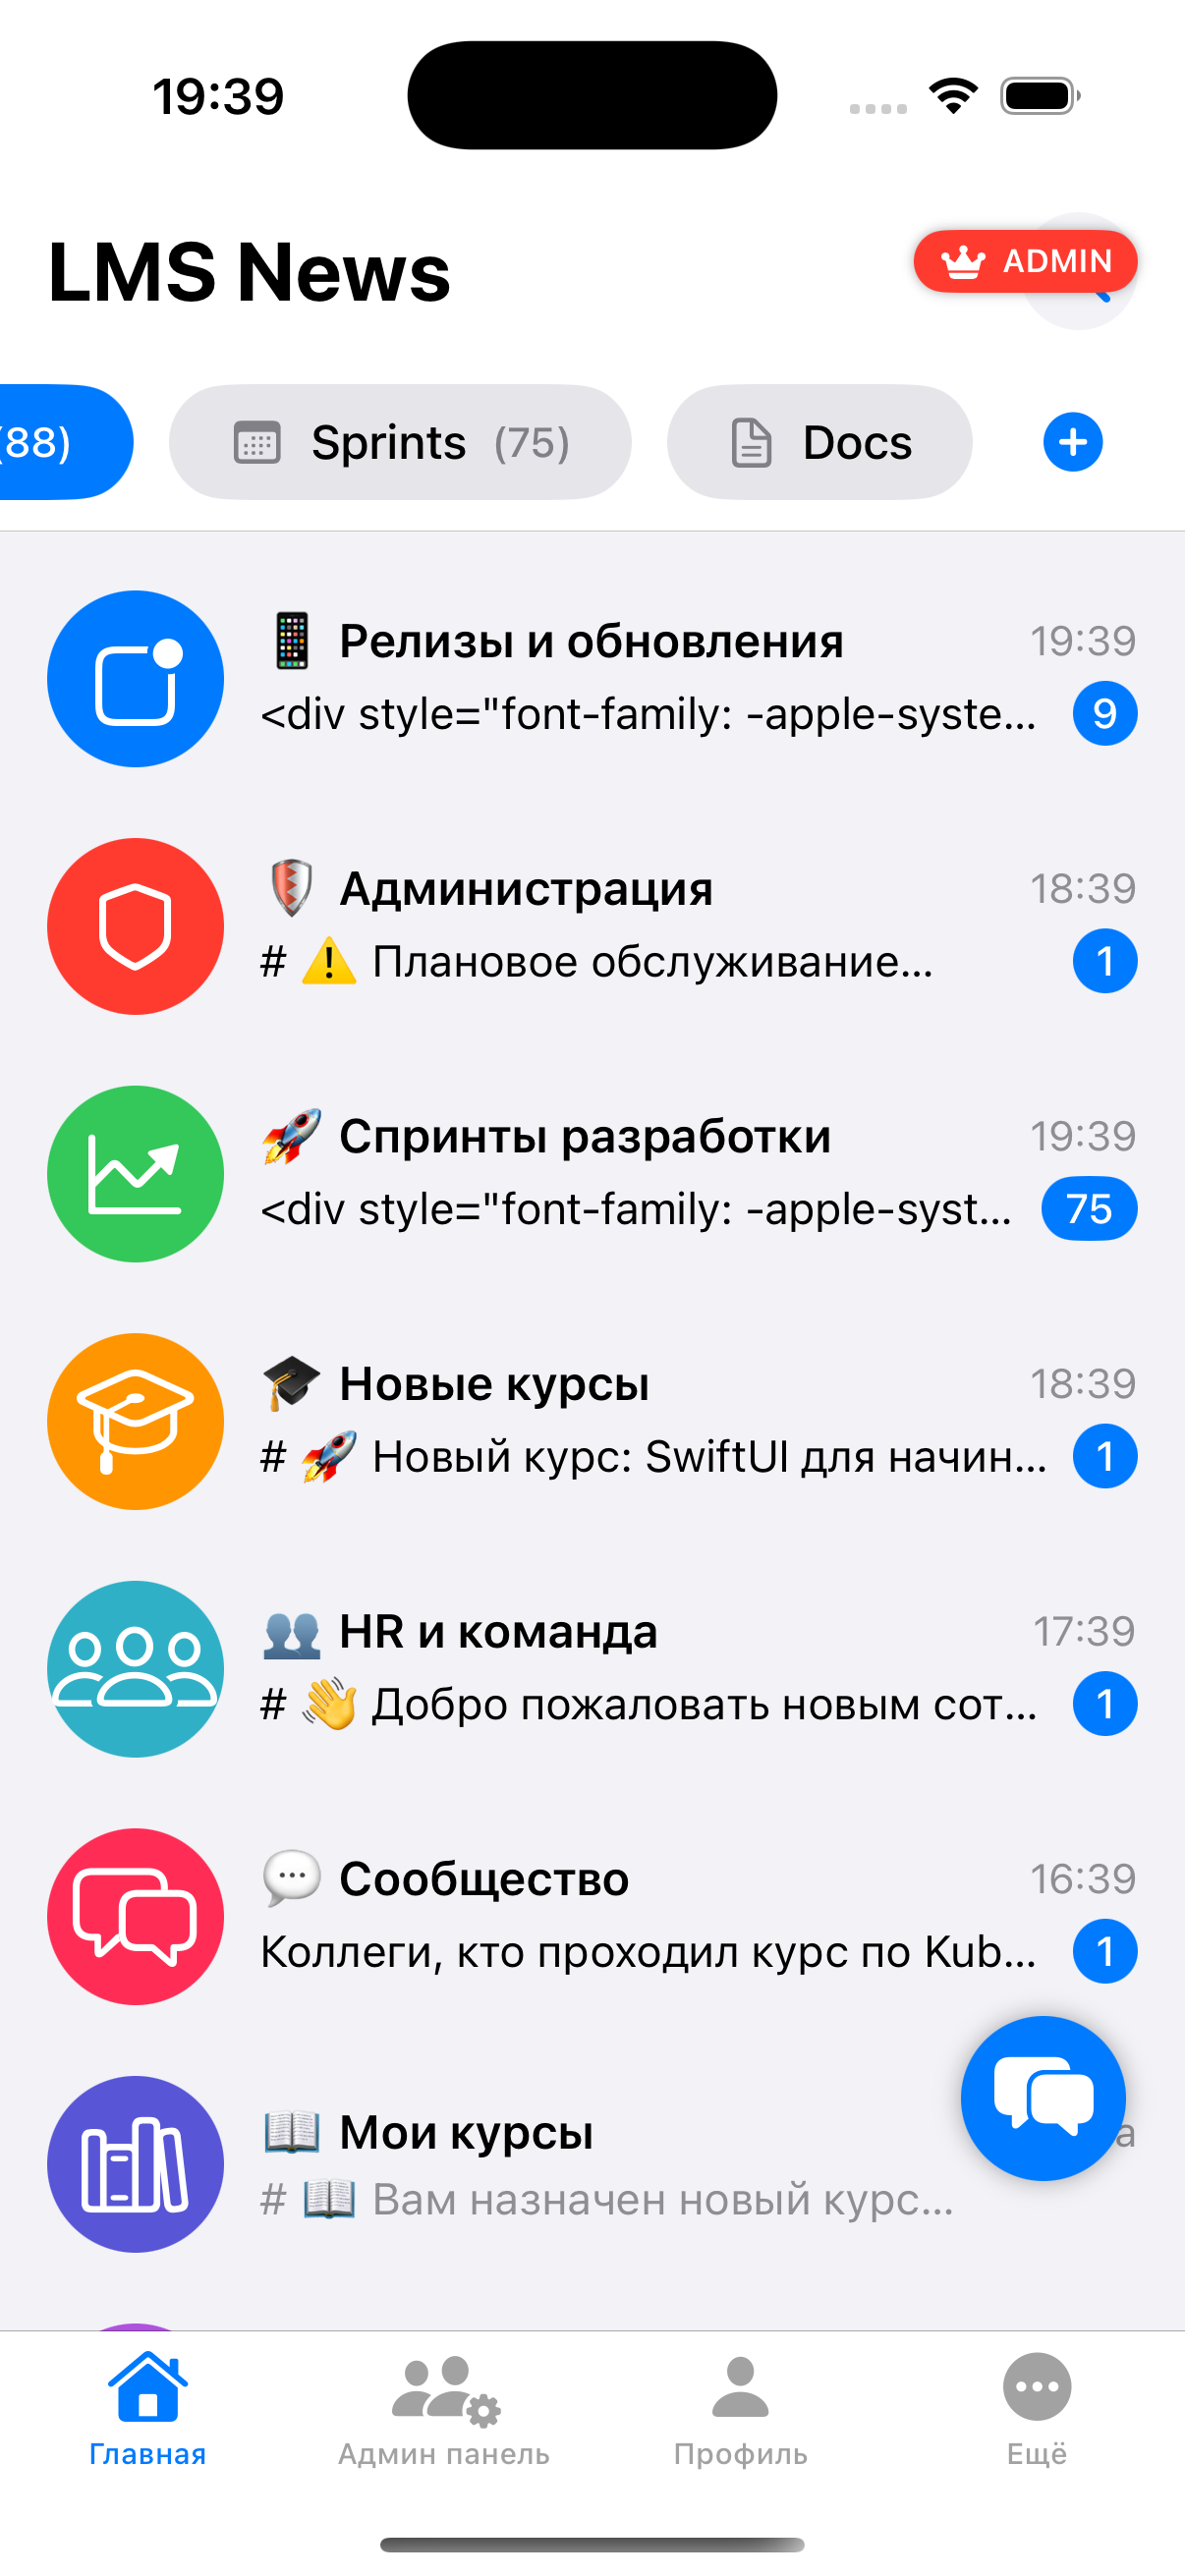 19:39
LMS News
ADMIN
(88)
Sprints (75)
Docs
Релизы и обновления 19:39
<div style="font-family: -apple-syste... 9
Администрация 18:39
# ⚠️ Плановое обслуживание... 1
Спринты разработки 19:39
<div style="font-family: -apple-syst... 75
Новые курсы 18:39
# 🚀 Новый курс: SwiftUI для начин... 1
HR и команда 17:39
# 👋 Добро пожаловать новым сот... 1
Сообщество 16:39
Коллеги, кто проходил курс по Kub... 1
Мои курсы
# 📖 Вам назначен новый курс...
Главная
Админ панель
Профиль
Ещё